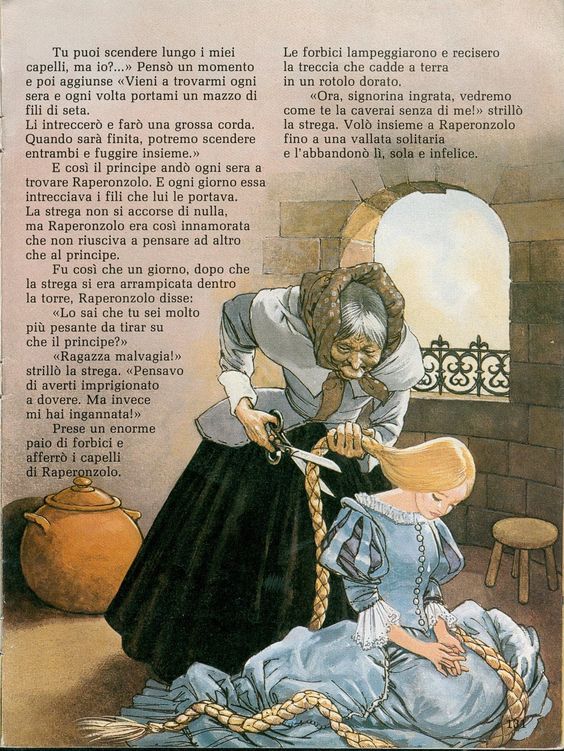 Tu puoi scendere lungo i miei
capelli, ma io?...» Pensò un momento
e poi aggiunse «Vieni a trovarmi ogni
sera e ogni volta portami un mazzo di
fili di seta.
Li intreccerò e farò una grossa corda.
Quando sarà finita, potremo scendere
entrambi e fuggire insieme.»
E così il principe andò ogni sera a
trovare Raperonzolo. E ogni giorno essa
intrecciava i fili che lui le portava.
La strega non si accorse di nulla,
ma Raperonzolo era così innamorata
che non riusciva a pensare ad altro
che al principe.
Fu così che un giorno, dopo che
la strega si era arrampicata dentro
la torre, Raperonzolo disse:
«Lo sai che tu sei molto
più pesante da tirar su
che il principe?»
«Ragazza malvagia!»
strillò la strega. «Pensavo
di averti imprigionato
a dovere. Ma invece
mi hai ingannata!»
Prese un enorme
paio di forbici e
afferrò i capelli
di Raperonzolo.
Le forbici lampeggiarono e recisero
la treccia che cadde a terra
in un rotolo dorato.
«Ora, signorina ingrata, vedremo
come te la caverai senza di me!» strillò
la strega. Volò insieme a Raperonzolo
fino a una vallata solitaria
e l'abbandonò lì, sola e infelice.